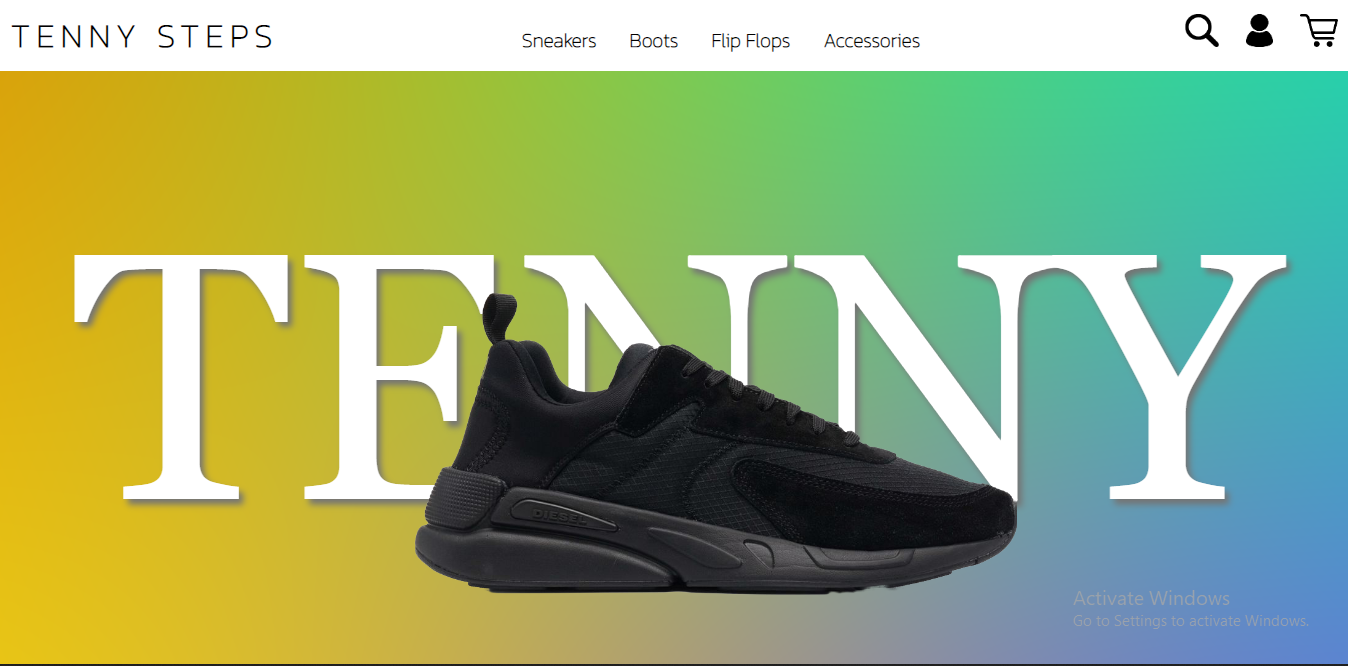 TENNY STEPS
Sneakers Boots Flip Flops Accessories
TENNY
DIESEL
Activate Windows
Go to Settings to activate Windows.